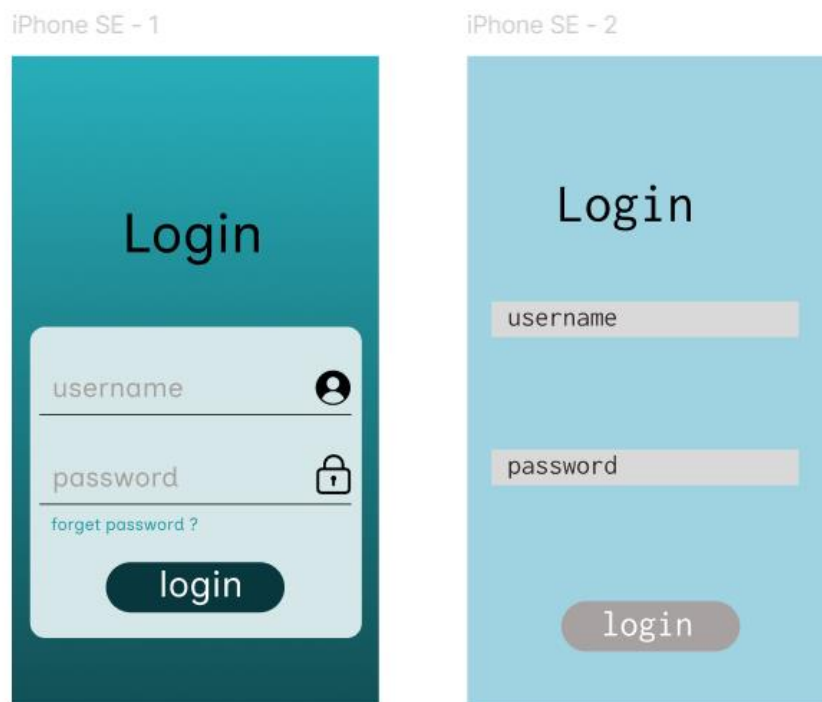 iPhone SE - 1
Login
username
password
forget password ?
login
iPhone SE - 2
Login
username
password
login